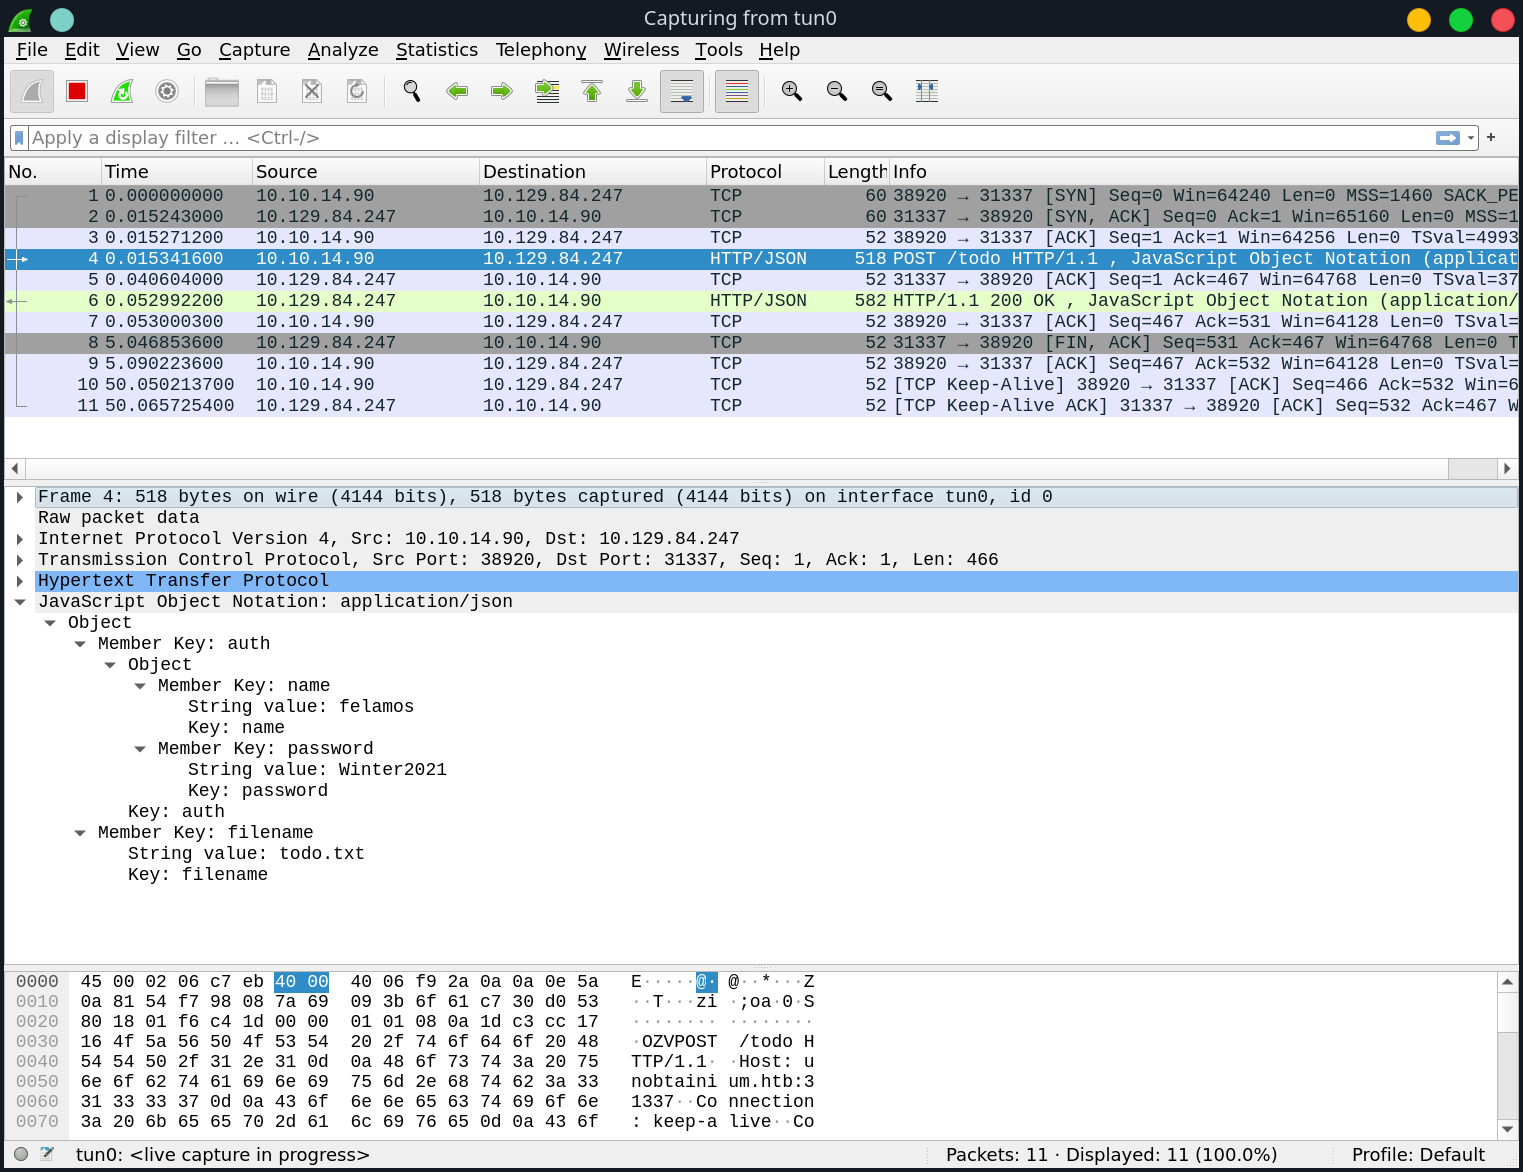 Capturing from tun0
File Edit View Go Capture Analyze Statistics Telephony Wireless Tools Help
Apply a display filter … <Ctrl-/>
+
No. Time Source Destination Protocol Length Info
1 0.000000000 10.10.14.90 10.129.84.247 TCP 60 38920 → 31337 [SYN] Seq=0 Win=64240 Len=0 MSS=1460 SACK_PE
2 0.015243000 10.129.84.247 10.10.14.90 TCP 60 31337 → 38920 [SYN, ACK] Seq=0 Ack=1 Win=65160 Len=0 MSS=1
3 0.015271200 10.10.14.90 10.129.84.247 TCP 52 38920 → 31337 [ACK] Seq=1 Ack=1 Win=64256 Len=0 TSval=4993
4 0.015341600 10.10.14.90 10.129.84.247 HTTP/JSON 518 POST /todo HTTP/1.1 , JavaScript Object Notation (applicat
5 0.040604000 10.129.84.247 10.10.14.90 TCP 52 31337 → 38920 [ACK] Seq=1 Ack=467 Win=64768 Len=0 TSval=37
6 0.052992200 10.129.84.247 10.10.14.90 HTTP/JSON 582 HTTP/1.1 200 OK , JavaScript Object Notation (application/
7 0.053000300 10.10.14.90 10.129.84.247 TCP 52 38920 → 31337 [ACK] Seq=467 Ack=531 Win=64128 Len=0 TSval=
8 5.046853600 10.129.84.247 10.10.14.90 TCP 52 31337 → 38920 [FIN, ACK] Seq=531 Ack=467 Win=64768 Len=0 T
9 5.090223600 10.10.14.90 10.129.84.247 TCP 52 38920 → 31337 [ACK] Seq=467 Ack=532 Win=64128 Len=0 TSval=
10 50.050213700 10.10.14.90 10.129.84.247 TCP 52 [TCP Keep-Alive] 38920 → 31337 [ACK] Seq=466 Ack=532 Win=6
11 50.065725400 10.129.84.247 10.10.14.90 TCP 52 [TCP Keep-Alive ACK] 31337 → 38920 [ACK] Seq=532 Ack=467 W
Frame 4: 518 bytes on wire (4144 bits), 518 bytes captured (4144 bits) on interface tun0, id 0
Raw packet data
Internet Protocol Version 4, Src: 10.10.14.90, Dst: 10.129.84.247
Transmission Control Protocol, Src Port: 38920, Dst Port: 31337, Seq: 1, Ack: 1, Len: 466
Hypertext Transfer Protocol
JavaScript Object Notation: application/json
Object
Member Key: auth
Object
Member Key: name
String value: felamos
Key: name
Member Key: password
String value: Winter2021
Key: password
Key: auth
Member Key: filename
String value: todo.txt
Key: filename
0000 45 00 02 06 c7 eb 40 00 40 06 f9 2a 0a 0a 0e 5a E·····@· @··*···Z
0010 0a 81 54 f7 98 08 7a 69 09 3b 6f 61 c7 30 d0 53 ··T···zi ·;oa·0·S
0020 80 18 01 f6 c4 1d 00 00 01 01 08 0a 1d c3 cc 17 ········ ········
0030 16 4f 5a 56 50 4f 53 54 20 2f 74 6f 64 6f 20 48 ·OZVPOST /todo H
0040 54 54 50 2f 31 2e 31 0d 0a 48 6f 73 74 3a 20 75 TTP/1.1· ·Host: u
0050 6e 6f 62 74 61 69 6e 69 75 6d 2e 68 74 62 3a 33 nobtaini um.htb:3
0060 31 33 33 37 0d 0a 43 6f 6e 6e 65 63 74 69 6f 6e 1337··Co nnection
0070 3a 20 6b 65 65 70 2d 61 6c 69 76 65 0d 0a 43 6f : keep-a live··Co
tun0: <live capture in progress> Packets: 11 · Displayed: 11 (100.0%) Profile: Default